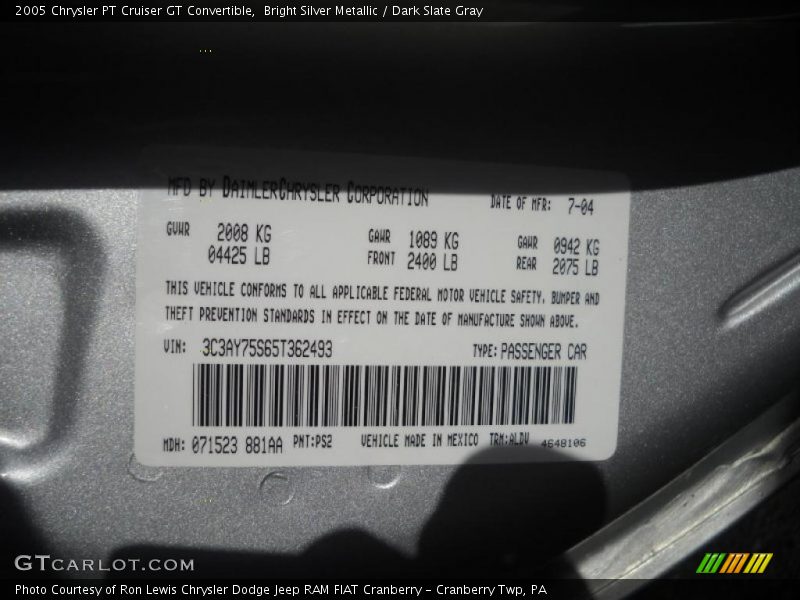 2005 Chrysler PT Cruiser GT Convertible,  Bright Silver Metallic / Dark Slate Gray
MFD BY DAIMLERCHRYSLER CORPORATION DATE OF MFR: 7-04
GVWR 2008 KG GAWR 1089 KG GAWR 0942 KG
04425 LB FRONT 2400 LB REAR 2075 LB
THIS VEHICLE CONFORMS TO ALL APPLICABLE FEDERAL MOTOR VEHICLE SAFETY, BUMPER AND
THEFT PREVENTION STANDARDS IN EFFECT ON THE DATE OF MANUFACTURE SHOWN ABOVE.
VIN: 3C3AY75S65T362493 TYPE: PASSENGER CAR
MDH: 071523 881AA PNT:PS2 VEHICLE MADE IN MEXICO TRM:ALDV 4648106
GTCARLOT.COM
Photo Courtesy of Ron Lewis Chrysler Dodge Jeep RAM FIAT Cranberry – Cranberry Twp, PA